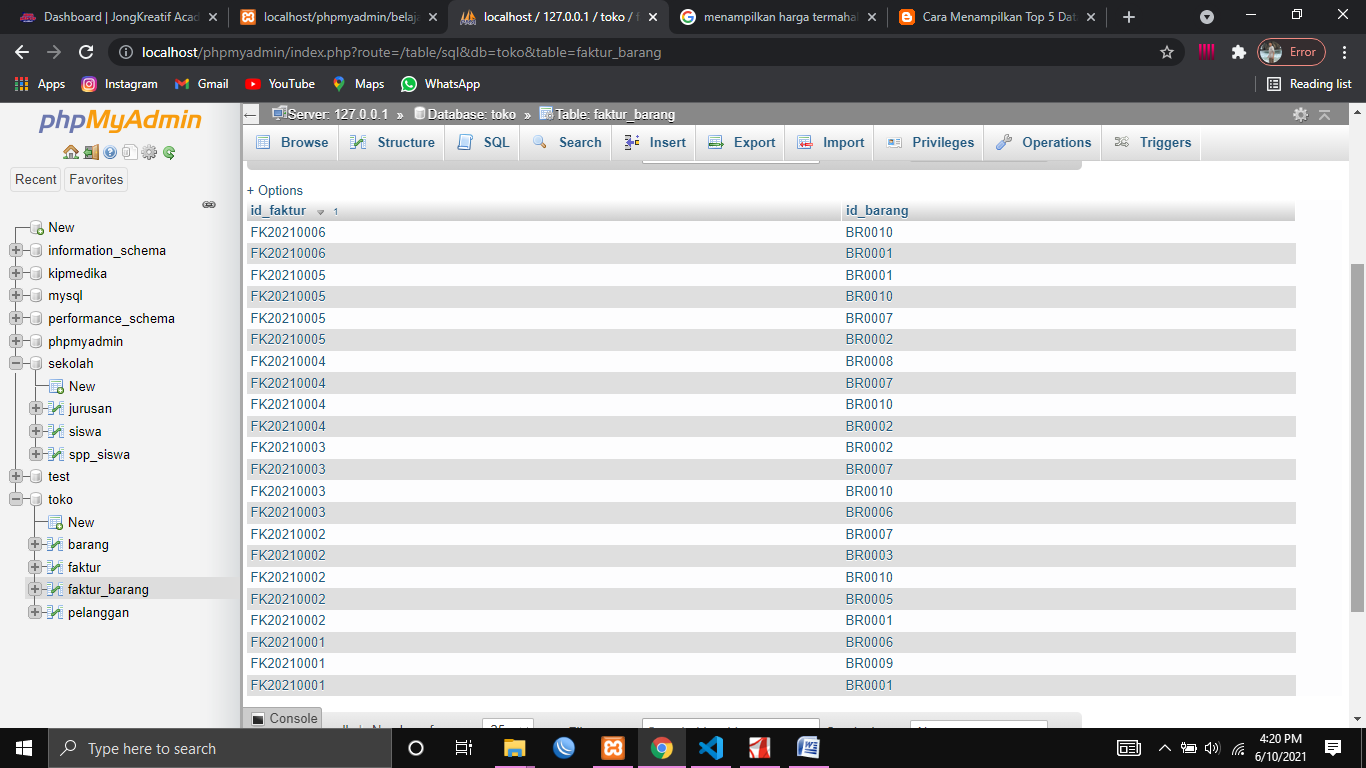 Dashboard | JongKreatif Acad
localhost/phpmyadmin/belaja
localhost / 127.0.0.1 / toko / f
menampilkan harga termahal
Cara Menampilkan Top 5 Dat
localhost/phpmyadmin/index.php?route=/table/sql&db=toko&table=faktur_barang
Error
Apps Instagram Gmail YouTube Maps WhatsApp Reading list
phpMyAdmin
Recent Favorites
New
information_schema
kipmedika
mysql
performance_schema
phpmyadmin
sekolah
New
jurusan
siswa
spp_siswa
test
toko
New
barang
faktur
faktur_barang
pelanggan
Server: 127.0.0.1 » Database: toko » Table: faktur_barang
Browse Structure SQL Search Insert Export Import Privileges Operations Triggers
+ Options
id_faktur 1 id_barang
FK20210006 BR0010
FK20210006 BR0001
FK20210005 BR0001
FK20210005 BR0010
FK20210005 BR0007
FK20210005 BR0002
FK20210004 BR0008
FK20210004 BR0007
FK20210004 BR0010
FK20210004 BR0002
FK20210003 BR0002
FK20210003 BR0007
FK20210003 BR0010
FK20210003 BR0006
FK20210002 BR0007
FK20210002 BR0003
FK20210002 BR0010
FK20210002 BR0005
FK20210002 BR0001
FK20210001 BR0006
FK20210001 BR0009
FK20210001 BR0001
Console
Type here to search
4:20 PM
6/10/2021